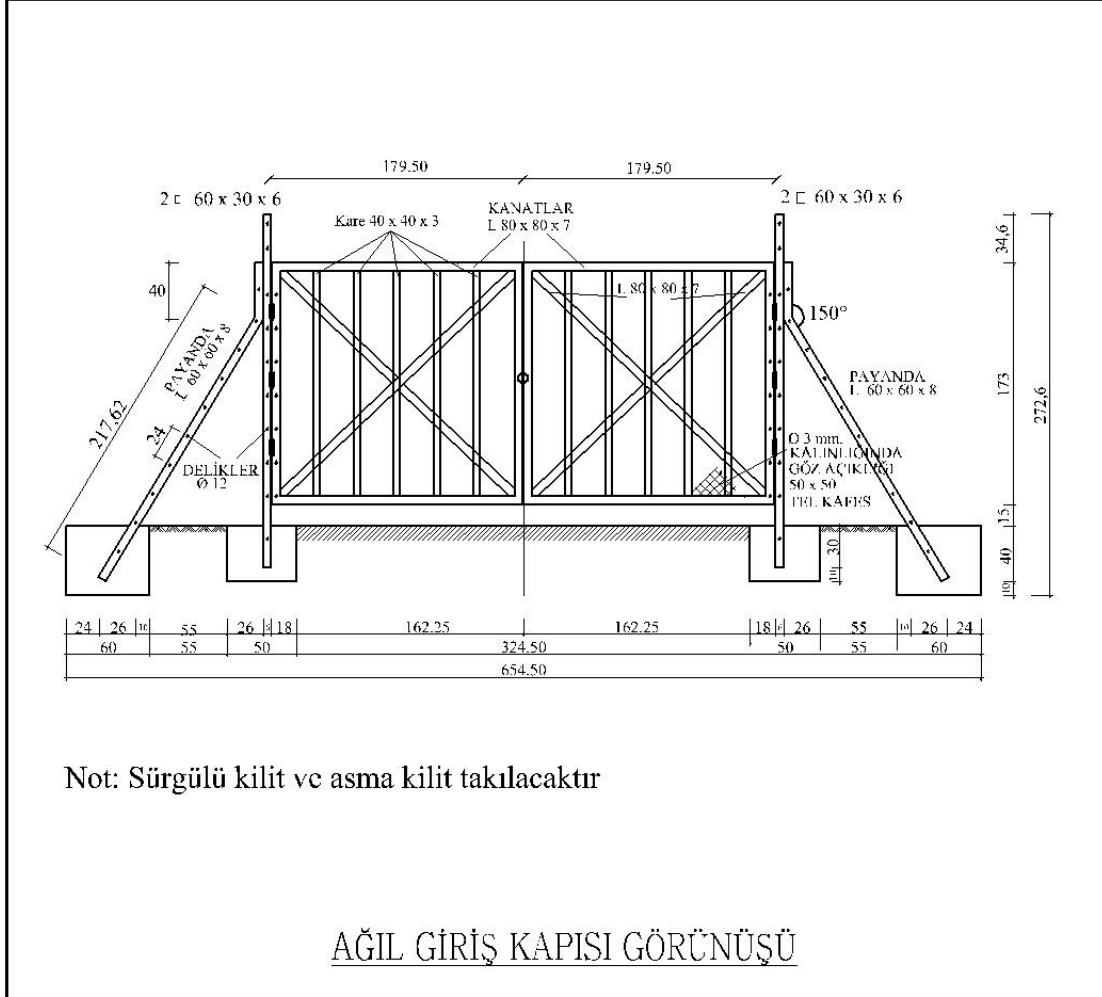 179.50
179.50
2 ⊏ 60 x 30 x 6
2 ⊏ 60 x 30 x 6
Kare 40 x 40 x 3
KANATLAR
L 80 x 80 x 7
L 80 x 80 x 7
40
34,6
150°
PAYANDA
L 60 x 60 x 8
217,62
24
DELİKLER
Ø 12
PAYANDA
L 60 x 60 x 8
173
272,6
O 3 mm.
KALINLIĞINDA
GÖZ AÇIKLIĞI
50 x 50
TEL KAFES
15
30
40
10
10
24 26 10 55 26 6 18 162.25 162.25 18 6 26 55 10 26 24
60 55 50 324.50 50 55 60
654.50
Not: Sürgülü kilit ve asma kilit takılacaktır
AĞIL GİRİŞ KAPISI GÖRÜNÜŞÜ